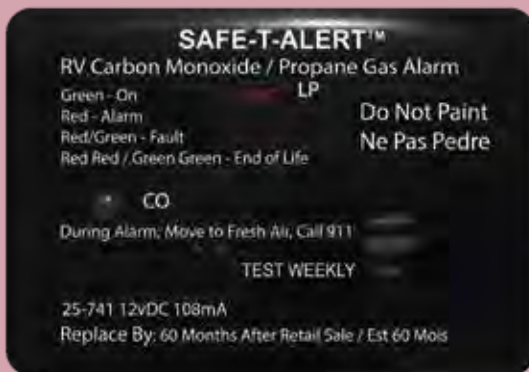 SAFE-T-ALERT™
RV Carbon Monoxide / Propane Gas Alarm
LP
Green - On
Red - Alarm
Red/Green - Fault
Red Red / Green Green - End of Life
Do Not Paint
Ne Pas Pedre
CO
During Alarm, Move to Fresh Air, Call 911
TEST WEEKLY
25-741 12vDC 108mA
Replace By: 60 Months After Retail Sale / Est 60 Mois